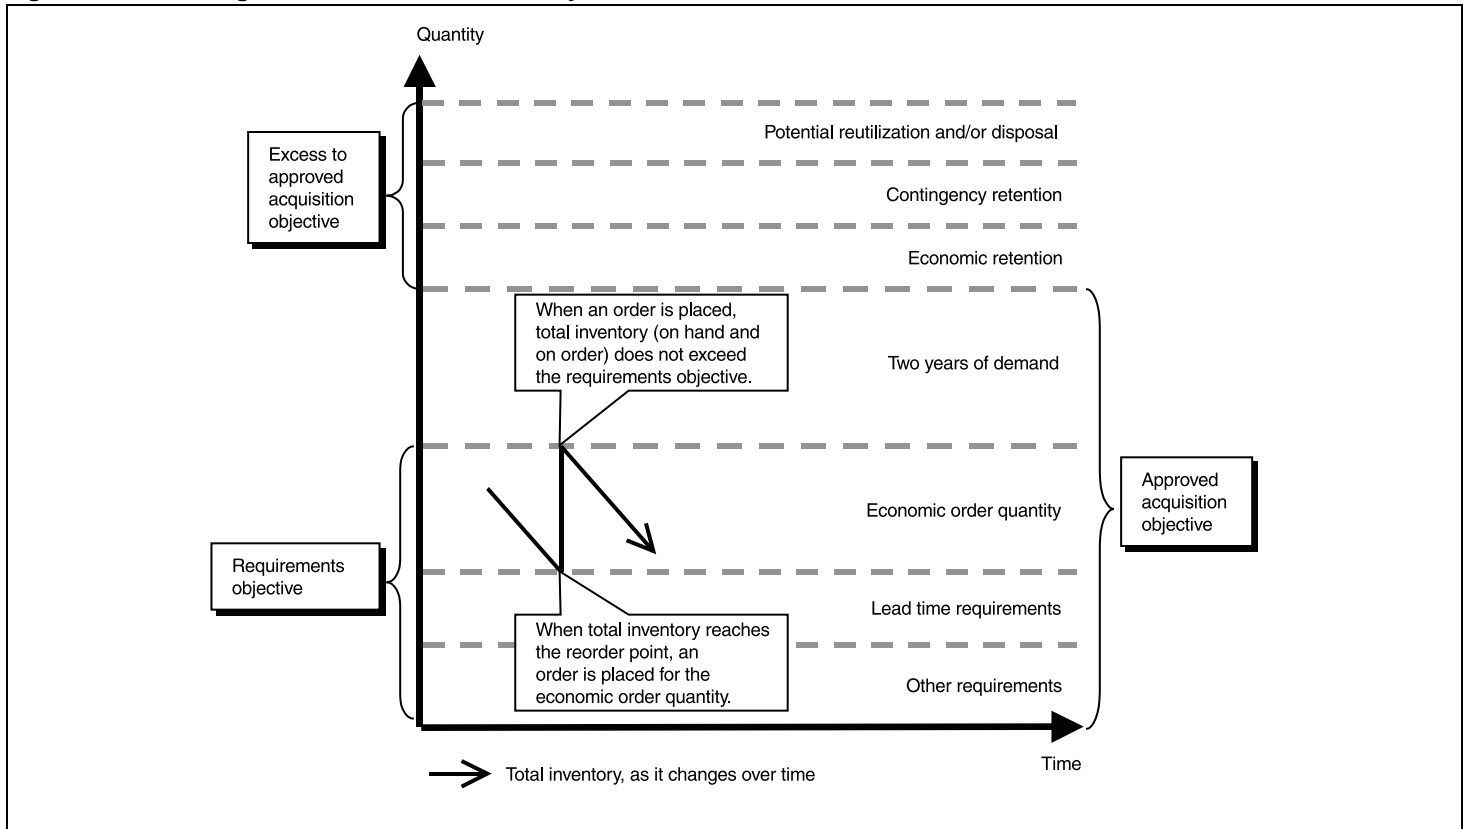 Quantity
Potential reutilization and/or disposal
Excess to
approved
acquisition
objective
Contingency retention
Economic retention
When an order is placed,
total inventory (on hand and
on order) does not exceed
the requirements objective.
Two years of demand
Approved
acquisition
objective
Economic order quantity
Requirements
objective
Lead time requirements
When total inventory reaches
the reorder point, an
order is placed for the
economic order quantity.
Other requirements
Time
Total inventory, as it changes over time